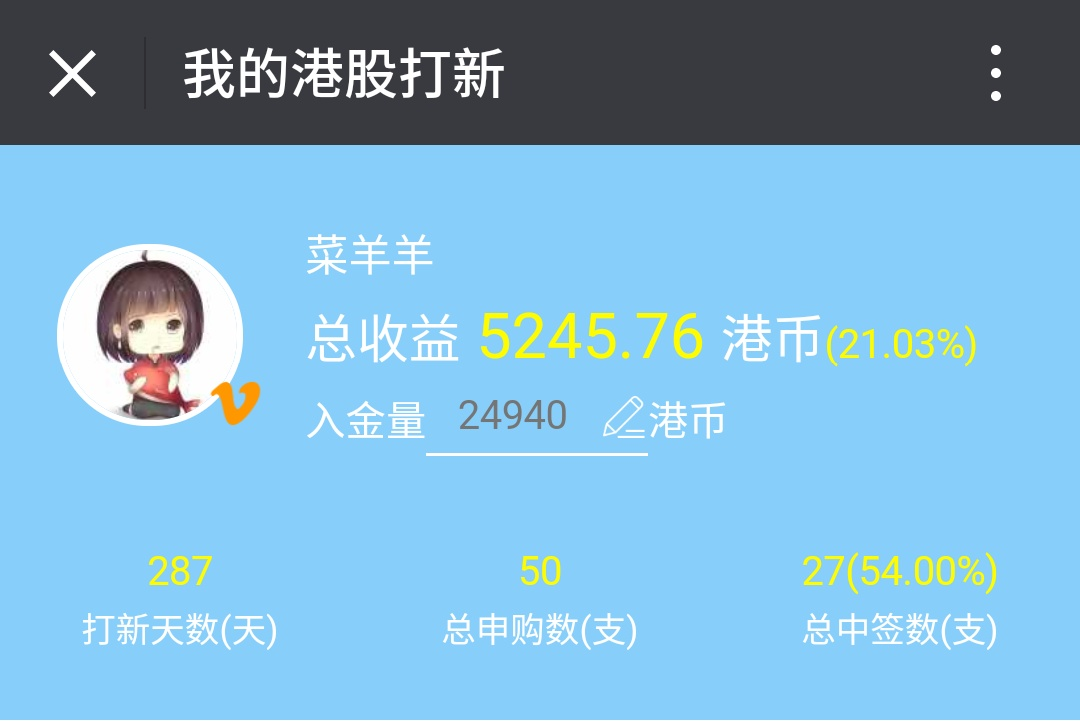 我的港股打新
菜羊羊
总收益 5245.76 港币(21.03%)
入金量 24940 港币
287 50 27(54.00%)
打新天数(天) 总申购数(支) 总中签数(支)